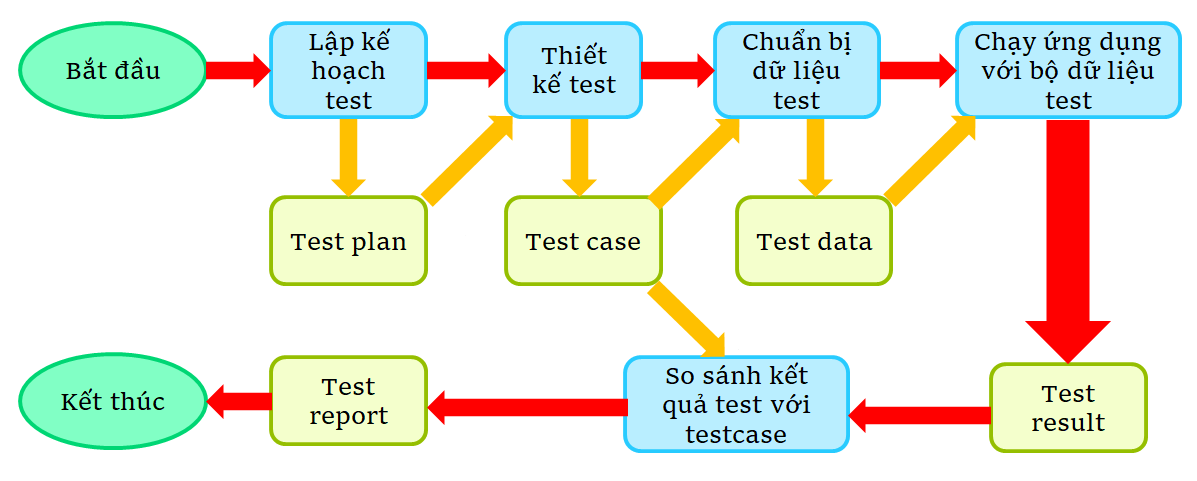 Bắt đầu
Lập kế
hoạch
test
Thiết
kế test
Chuẩn bị
dữ liệu
test
Chạy ứng dụng
với bộ dữ liệu
test
Test plan
Test case
Test data
Kết thúc
Test
report
So sánh kết
quả test với
testcase
Test
result